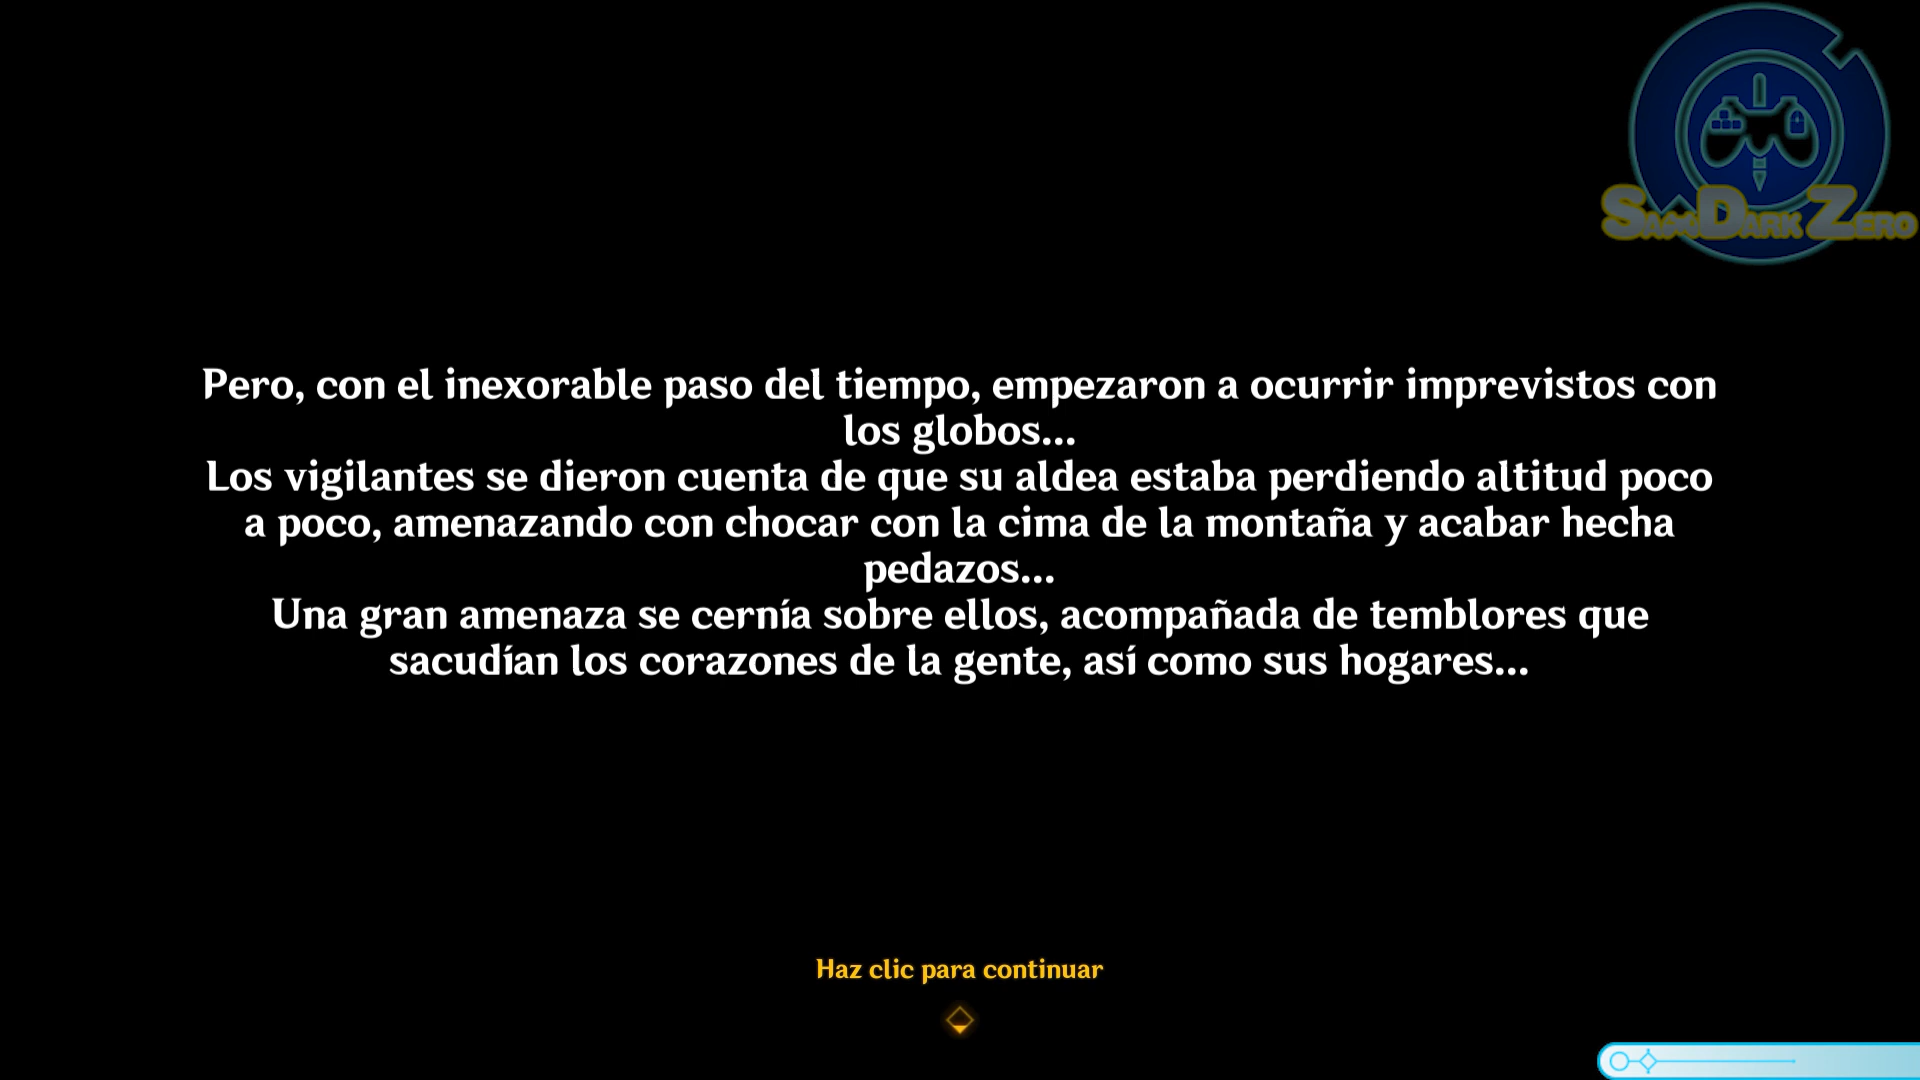 SamDark Zero
Pero, con el inexorable paso del tiempo, empezaron a ocurrir imprevistos con
los globos...
Los vigilantes se dieron cuenta de que su aldea estaba perdiendo altitud poco
a poco, amenazando con chocar con la cima de la montaña y acabar hecha
pedazos...
Una gran amenaza se cernía sobre ellos, acompañada de temblores que
sacudían los corazones de la gente, así como sus hogares...
Haz clic para continuar